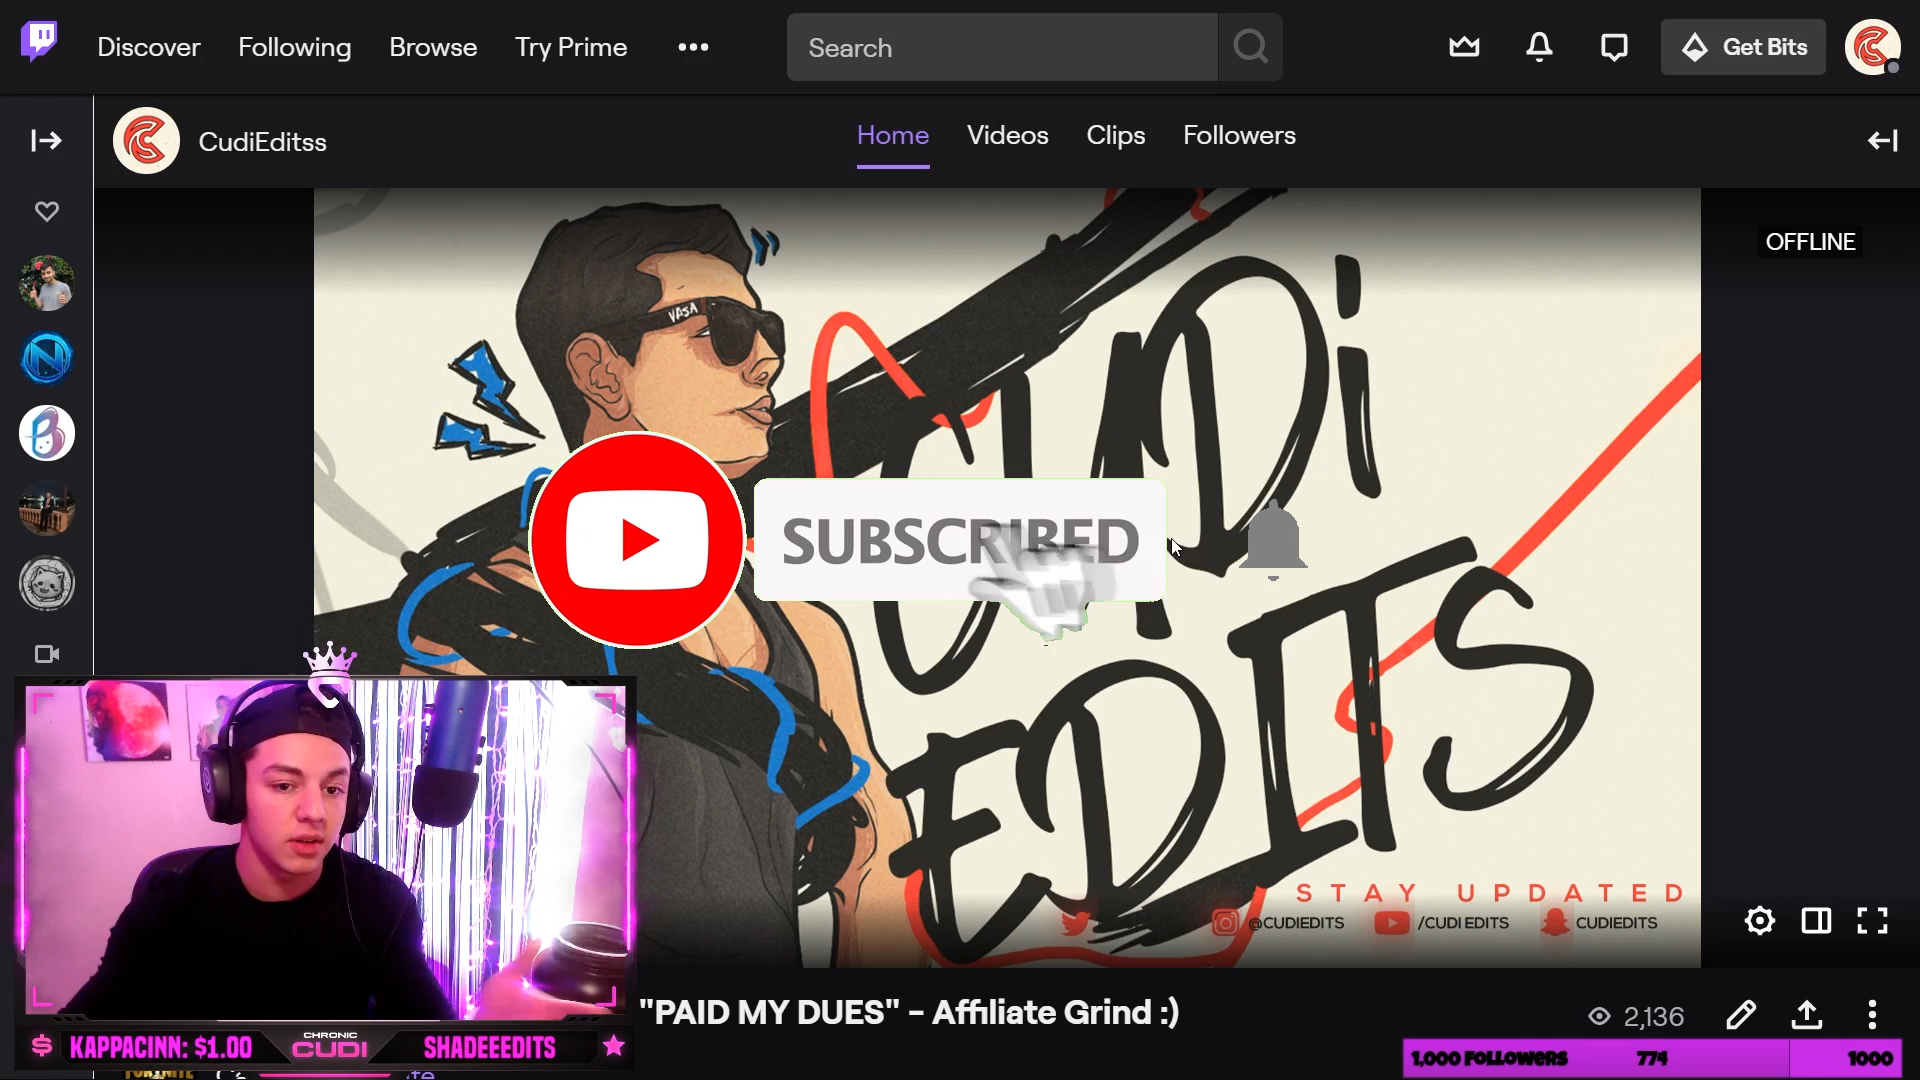 Discover Following Browse Try Prime Search Get Bits
CudiEditss Home Videos Clips Followers
OFFLINE
VASA
CUDi
SUBSCRIBED
EDITS
STAY UPDATED
@CUDIEDITS /CUDI EDITS CUDIEDITS
"PAID MY DUES" - Affiliate Grind :)
2,136
KAPPACINN: $1.00
CHRONIC
CUDI
SHADEEEDITS
1,000 FOLLOWERS 774 1000